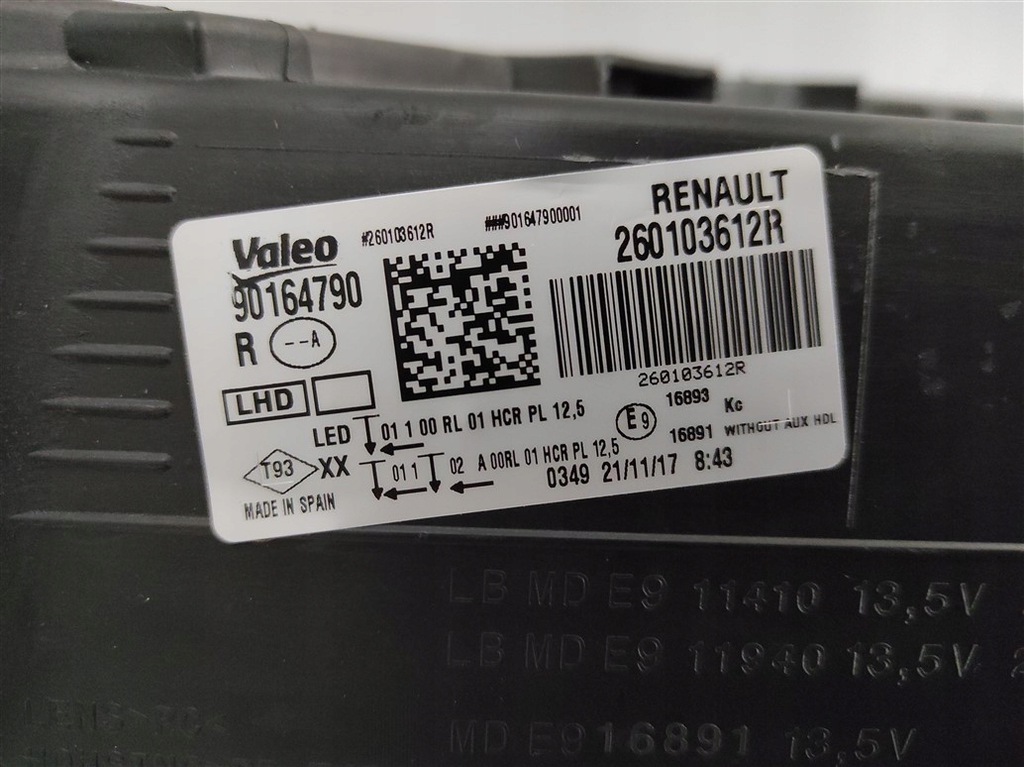 RENAULT
Valeo #260103612R ###901647900001 260103612R
90164790
R --A
260103612R
LHD
16893 Kc
LED 01 1 00 RL 01 HCR PL 12,5 E9
16891 WITHOUT AUX HDL
T93 XX 01 1 02 A 00RL 01 HCR PL 12,5
0349 21/11/17 8:43
MADE IN SPAIN
LB MD E9 11410 13,5V
LB MD E9 11940 13,5V 2
MD E9 16891 13,5V